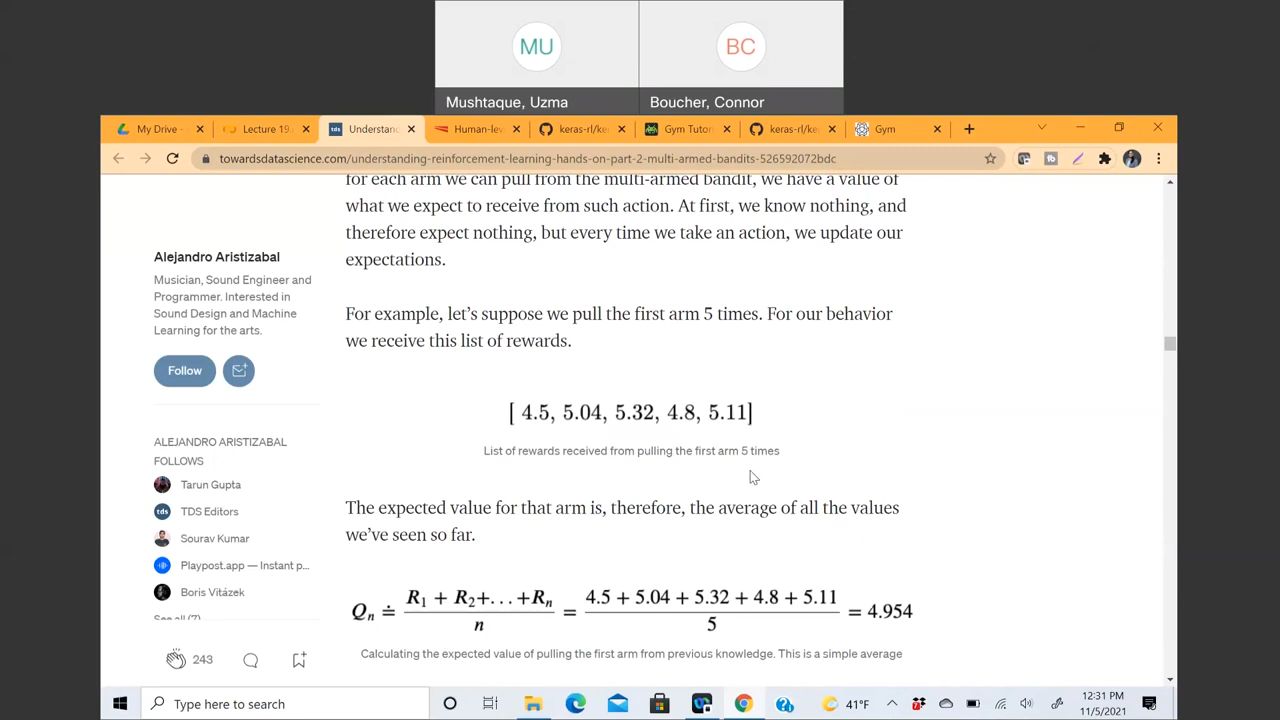 MU
BC
Mushtaque, Uzma
Boucher, Connor
My Drive -
Lecture 19.
Understand
Human-lev
keras-rl/ke
Gym Tutor
keras-rl/ke
Gym
towardsdatascience.com/understanding-reinforcement-learning-hands-on-part-2-multi-armed-bandits-526592072bdc
for each arm we can pull from the multi-armed bandit, we have a value of
what we expect to receive from such action. At first, we know nothing, and
therefore expect nothing, but every time we take an action, we update our
expectations.
Alejandro Aristizabal
Musician, Sound Engineer and
Programmer. Interested in
Sound Design and Machine
Learning for the arts.
Follow
For example, let's suppose we pull the first arm 5 times. For our behavior
we receive this list of rewards.
[ 4.5, 5.04, 5.32, 4.8, 5.11]
List of rewards received from pulling the first arm 5 times
ALEJANDRO ARISTIZABAL
FOLLOWS
Tarun Gupta
tds TDS Editors
Sourav Kumar
Playpost.app — Instant p...
Boris Vitázek
See all (7)
243
The expected value for that arm is, therefore, the average of all the values
we've seen so far.
Qn ≐ R1 + R2+. . .+Rn / n = 4.5 + 5.04 + 5.32 + 4.8 + 5.11 / 5 = 4.954
Calculating the expected value of pulling the first arm from previous knowledge. This is a simple average
Type here to search
41°F
12:31 PM
11/5/2021